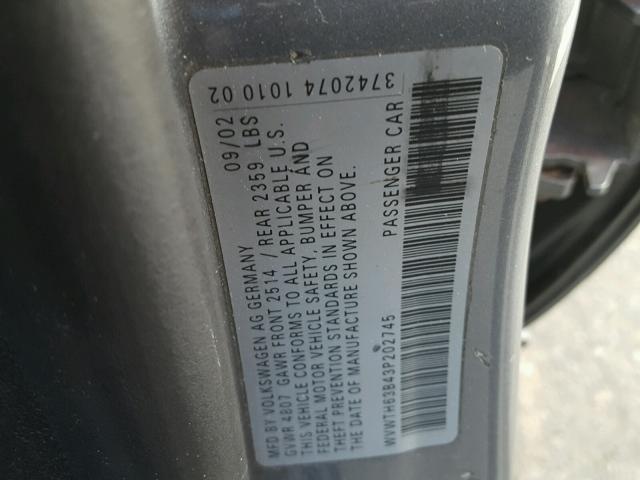 3742074 1010 02
MFD BY VOLKSWAGEN AG GERMANY 09/02
GVWR 4807 GAWR FRONT 2514 / REAR 2359 LBS
THIS VEHICLE CONFORMS TO ALL APPLICABLE U.S.
FEDERAL MOTOR VEHICLE SAFETY, BUMPER AND
THEFT PREVENTION STANDARDS IN EFFECT ON
THE DATE OF MANUFACTURE SHOWN ABOVE.
WVWTH63B43P202745 PASSENGER CAR